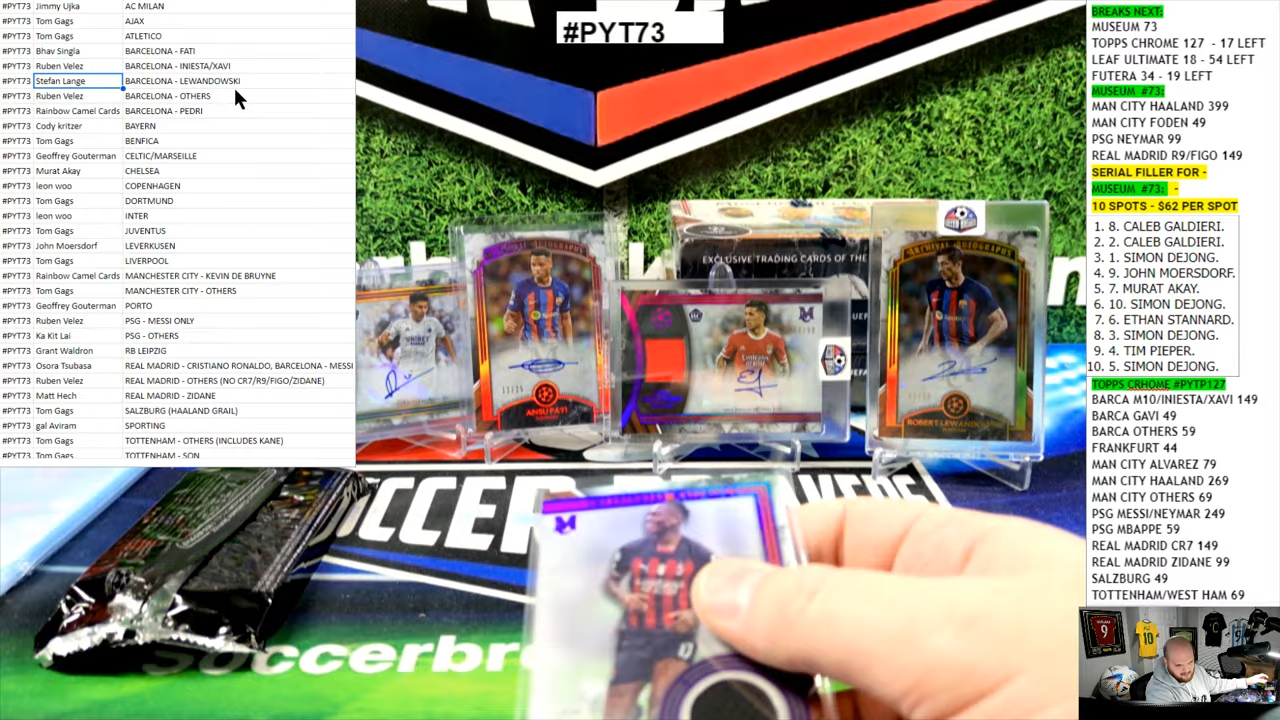 #PYT73 Jimmy Ujka AC MILAN
#PYT73 Tom Gags AJAX
#PYT73 Tom Gags ATLETICO
#PYT73 Bhav Singla BARCELONA - FATI
#PYT73 Ruben Velez BARCELONA - INIESTA/XAVI
#PYT73 Stefan Lange BARCELONA - LEWANDOWSKI
#PYT73 Ruben Velez BARCELONA - OTHERS
#PYT73 Rainbow Camel Cards BARCELONA - PEDRI
#PYT73 Cody kritzer BAYERN
#PYT73 Tom Gags BENFICA
#PYT73 Geoffrey Gouterman CELTIC/MARSEILLE
#PYT73 Murat Akay CHELSEA
#PYT73 leon woo COPENHAGEN
#PYT73 Tom Gags DORTMUND
#PYT73 leon woo INTER
#PYT73 Tom Gags JUVENTUS
#PYT73 John Moersdorf LEVERKUSEN
#PYT73 Tom Gags LIVERPOOL
#PYT73 Rainbow Camel Cards MANCHESTER CITY - KEVIN DE BRUYNE
#PYT73 Tom Gags MANCHESTER CITY - OTHERS
#PYT73 Geoffrey Gouterman PORTO
#PYT73 Ruben Velez PSG - MESSI ONLY
#PYT73 Ka Kit Lai PSG - OTHERS
#PYT73 Grant Waldron RB LEIPZIG
#PYT73 Osera Tsubasa REAL MADRID - CRISTIANO RONALDO, BARCELONA - MESSI
#PYT73 Ruben Velez REAL MADRID - OTHERS (NO CR7/R9/FIGO/ZIDANE)
#PYT73 Matt Hech REAL MADRID - ZIDANE
#PYT73 Tom Gags SALZBURG (HAALAND GRAIL)
#PYT73 gal Aviram SPORTING
#PYT73 Tom Gags TOTTENHAM - OTHERS (INCLUDES KANE)
#PYT73 Tom Gags TOTTENHAM - SON
#PYT73
EXCLUSIVE TRADING CARDS OF THE
ARCHIVAL AUTOGRAPHS
ANSU FATI
ROBERT LEWANDOWSKI
SOCCER BREAKERS
soccerbr
BREAKS NEXT:
MUSEUM 73
TOPPS CHROME 127 - 17 LEFT
LEAF ULTIMATE 18 - 54 LEFT
FUTERA 34 - 19 LEFT
MUSEUM #73:
MAN CITY HAALAND 399
MAN CITY FODEN 49
PSG NEYMAR 99
REAL MADRID R9/FIGO 149
SERIAL FILLER FOR -
MUSEUM #73: -
10 SPOTS - $62 PER SPOT
1. 8. CALEB GALDIERI.
2. 2. CALEB GALDIERI.
3. 1. SIMON DEJONG.
4. 9. JOHN MOERSDORF.
5. 7. MURAT AKAY.
6. 10. SIMON DEJONG.
7. 6. ETHAN STANNARD.
8. 3. SIMON DEJONG.
9. 4. TIM PIEPER.
10. 5. SIMON DEJONG.
TOPPS CRHOME #PYTP127
BARCA M10/INIESTA/XAVI 149
BARCA GAVI 49
BARCA OTHERS 59
FRANKFURT 44
MAN CITY ALVAREZ 79
MAN CITY HAALAND 269
MAN CITY OTHERS 69
PSG MESSI/NEYMAR 249
PSG MBAPPE 59
REAL MADRID CR7 149
REAL MADRID ZIDANE 99
SALZBURG 49
TOTTENHAM/WEST HAM 69